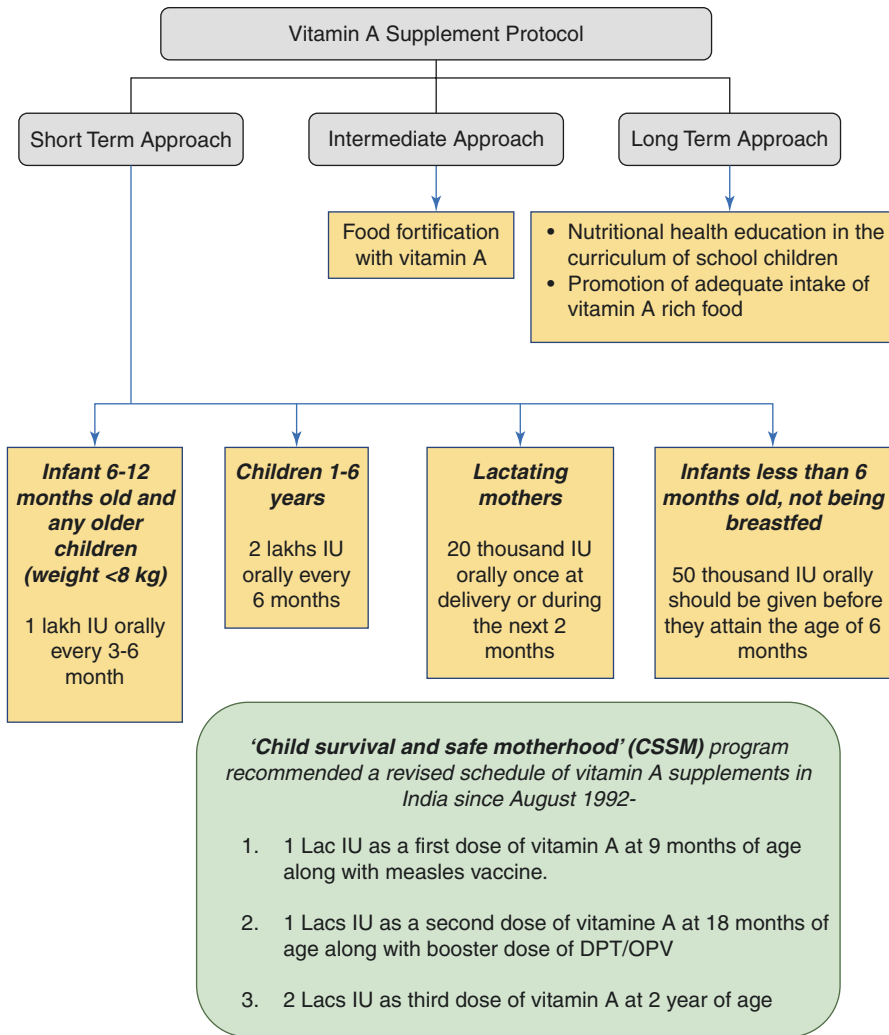 Vitamin A Supplement Protocol
Short Term Approach
Intermediate Approach
Long Term Approach
Food fortification
with vitamin A
• Nutritional health education in the
curriculum of school children
• Promotion of adequate intake of
vitamin A rich food
Infant 6-12
months old and
any older
children
(weight <8 kg)
1 lakh IU orally
every 3-6
month
Children 1-6
years
2 lakhs IU
orally every
6 months
Lactating
mothers
20 thousand IU
orally once at
delivery or during
the next 2
months
Infants less than 6
months old, not being
breastfed
50 thousand IU orally
should be given before
they attain the age of 6
months
‘Child survival and safe motherhood’ (CSSM) program
recommended a revised schedule of vitamin A supplements in
India since August 1992-
1. 1 Lac IU as a first dose of vitamin A at 9 months of age
along with measles vaccine.
2. 1 Lacs IU as a second dose of vitamine A at 18 months of
age along with booster dose of DPT/OPV
3. 2 Lacs IU as third dose of vitamin A at 2 year of age